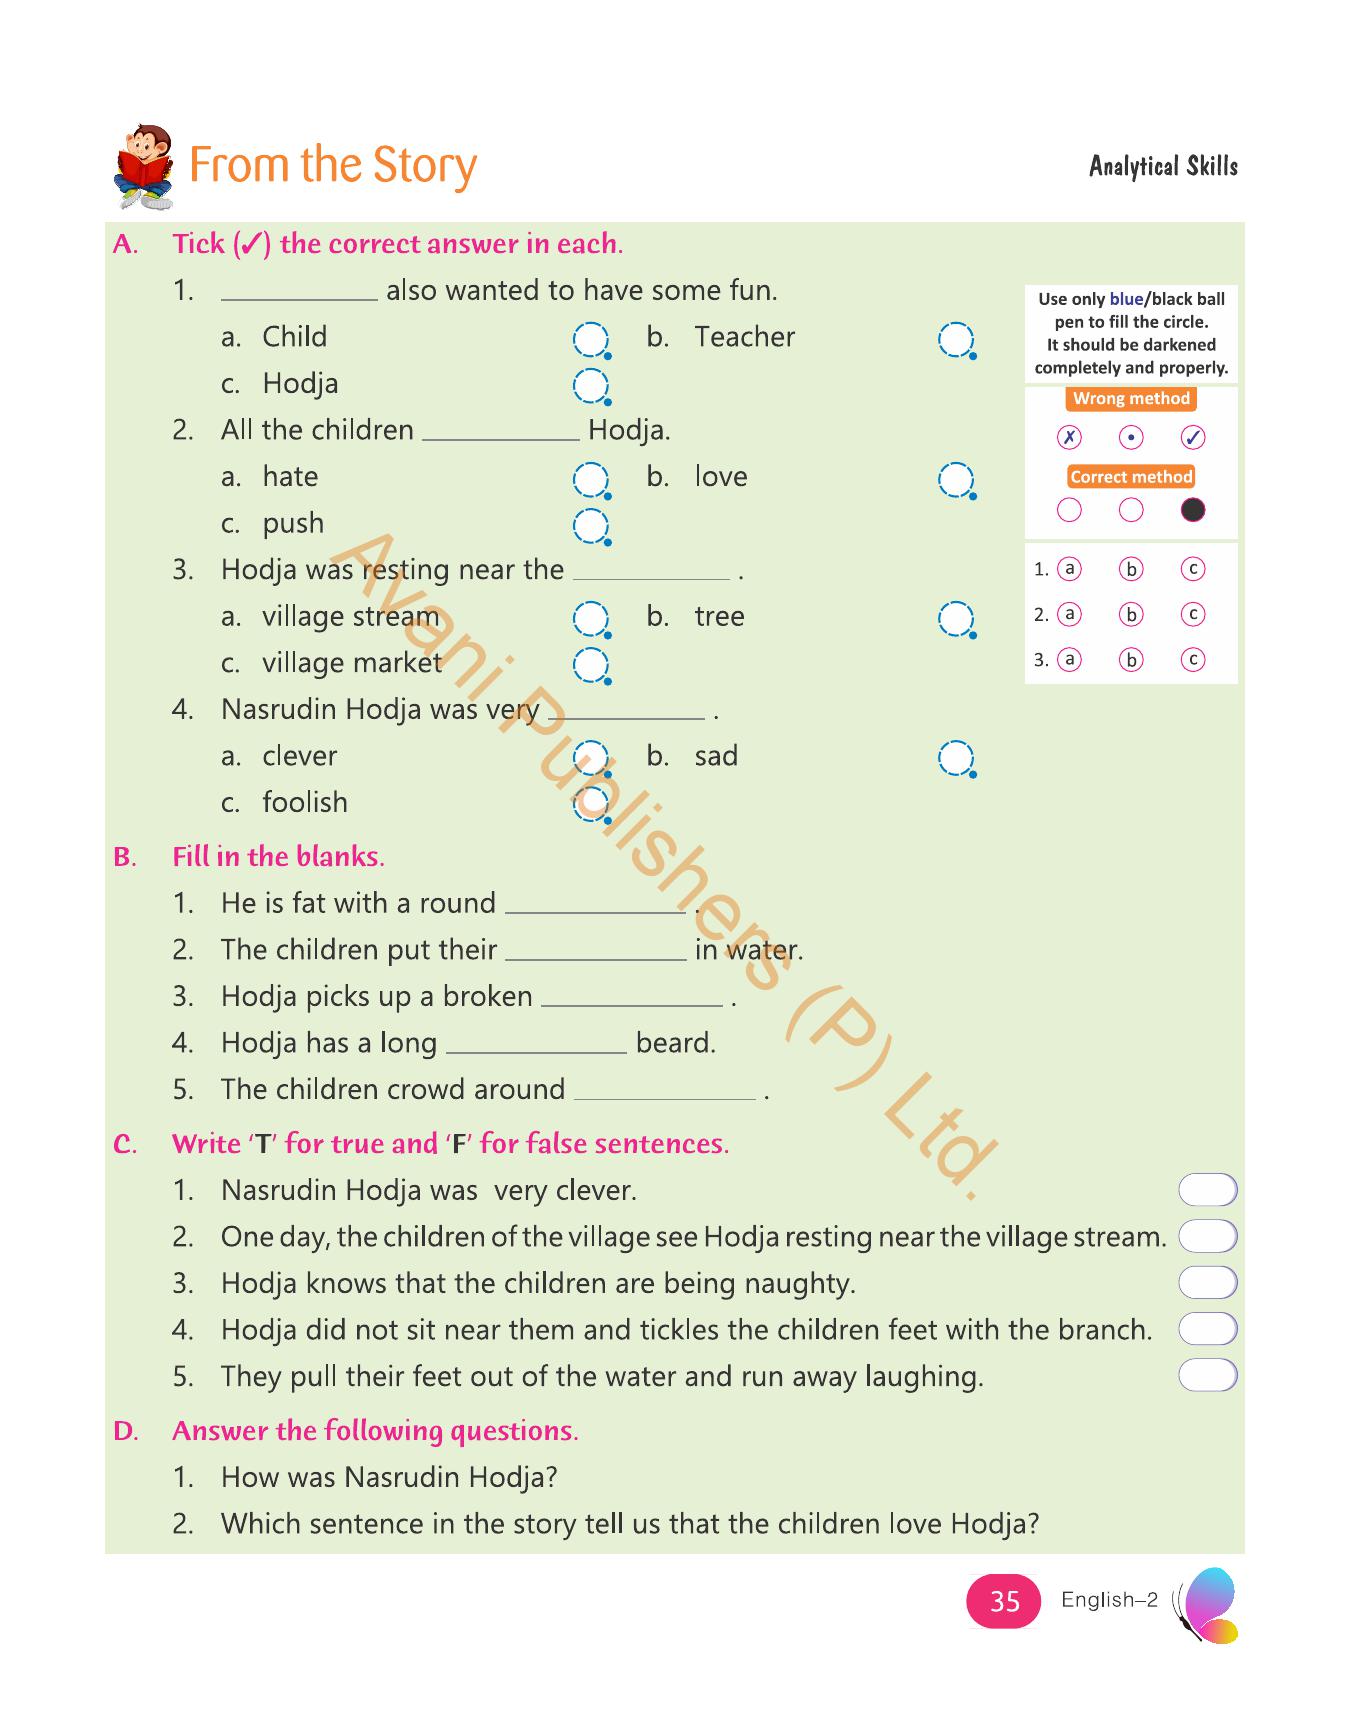 From the Story
Analytical Skills
A. Tick (✓) the correct answer in each.
1. __________ also wanted to have some fun.
a. Child b. Teacher
c. Hodja
2. All the children __________ Hodja.
a. hate b. love
c. push
3. Hodja was resting near the __________ .
a. village stream b. tree
c. village market
4. Nasrudin Hodja was very __________ .
a. clever b. sad
c. foolish
Use only blue/black ball
pen to fill the circle.
It should be darkened
completely and properly.
Wrong method
✗ • ✓
Correct method
1. a b c
2. a b c
3. a b c
B. Fill in the blanks.
1. He is fat with a round __________ .
2. The children put their __________ in water.
3. Hodja picks up a broken __________ .
4. Hodja has a long __________ beard.
5. The children crowd around __________ .
C. Write ‘T’ for true and ‘F’ for false sentences.
1. Nasrudin Hodja was very clever.
2. One day, the children of the village see Hodja resting near the village stream.
3. Hodja knows that the children are being naughty.
4. Hodja did not sit near them and tickles the children feet with the branch.
5. They pull their feet out of the water and run away laughing.
D. Answer the following questions.
1. How was Nasrudin Hodja?
2. Which sentence in the story tell us that the children love Hodja?
35 English–2
Avani Publishers (P) Ltd.